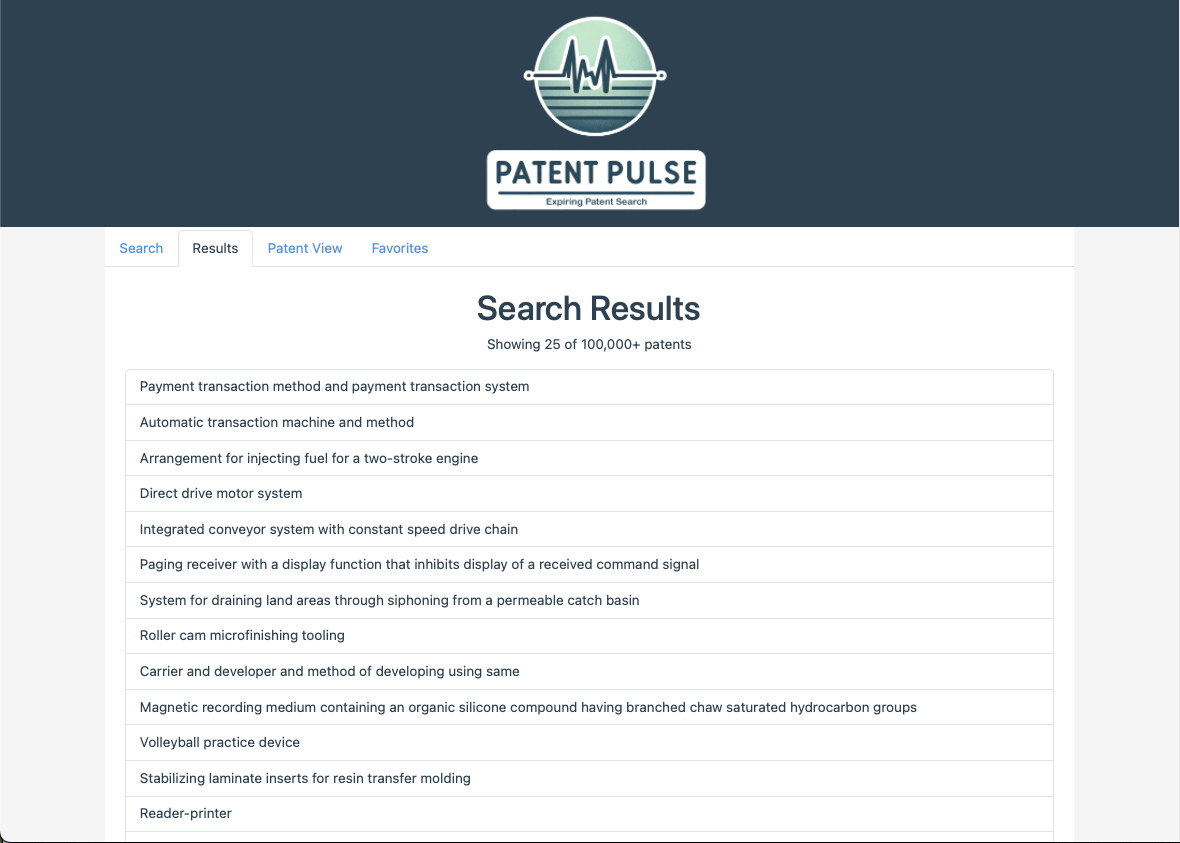 PATENT PULSE
Expiring Patent Search
Search Results Patent View Favorites
Search Results
Showing 25 of 100,000+ patents
Payment transaction method and payment transaction system
Automatic transaction machine and method
Arrangement for injecting fuel for a two-stroke engine
Direct drive motor system
Integrated conveyor system with constant speed drive chain
Paging receiver with a display function that inhibits display of a received command signal
System for draining land areas through siphoning from a permeable catch basin
Roller cam microfinishing tooling
Carrier and developer and method of developing using same
Magnetic recording medium containing an organic silicone compound having branched chaw saturated hydrocarbon groups
Volleyball practice device
Stabilizing laminate inserts for resin transfer molding
Reader-printer